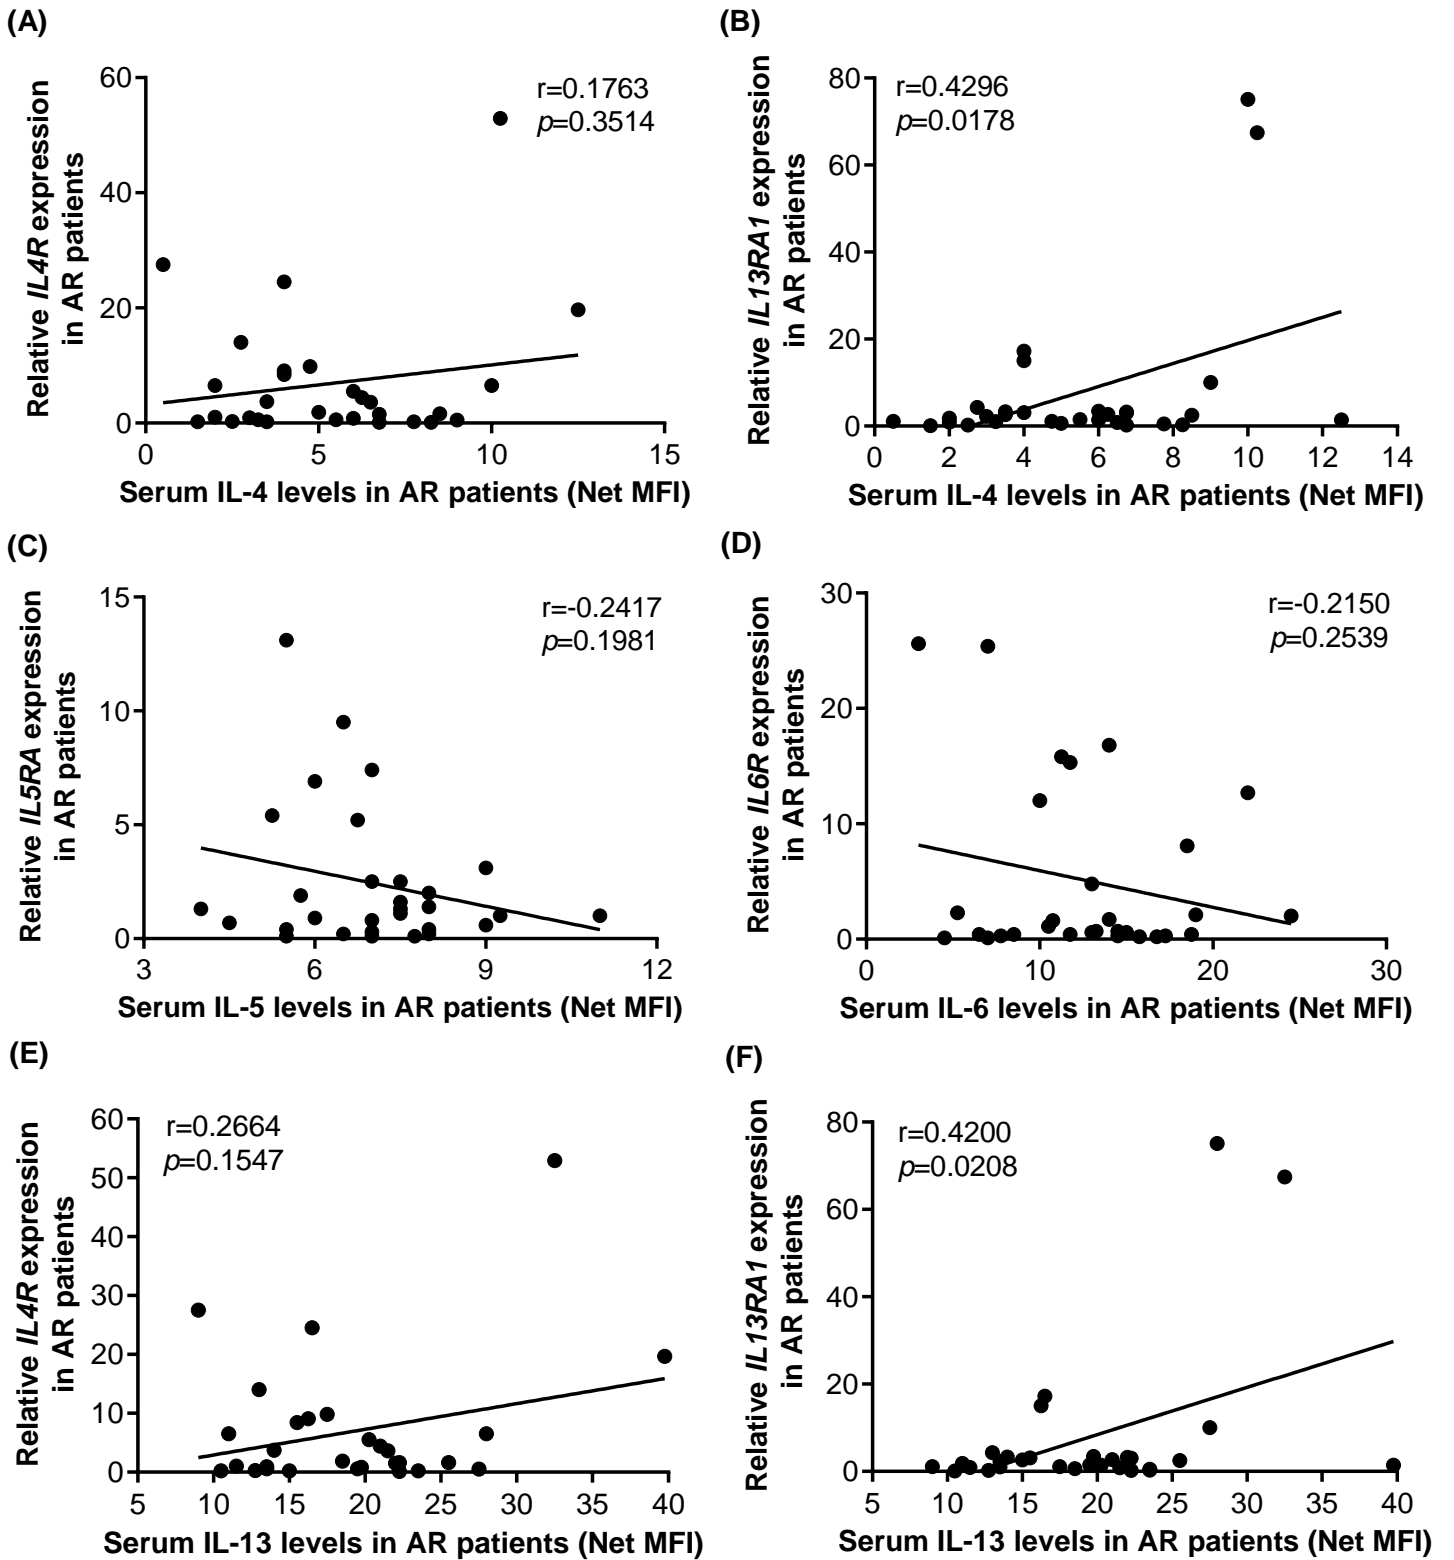 (A)
Relative IL4R expression
in AR patients
60
40
20
0
r=0.1763
p=0.3514
0 5 10 15
Serum IL-4 levels in AR patients (Net MFI)
(B)
Relative IL13RA1 expression
in AR patients
80
60
40
20
0
r=0.4296
p=0.0178
0 2 4 6 8 10 12 14
Serum IL-4 levels in AR patients (Net MFI)
(C)
Relative IL5RA expression
in AR patients
15
10
5
0
r=-0.2417
p=0.1981
3 6 9 12
Serum IL-5 levels in AR patients (Net MFI)
(D)
Relative IL6R expression
in AR patients
30
20
10
0
r=-0.2150
p=0.2539
0 10 20 30
Serum IL-6 levels in AR patients (Net MFI)
(E)
Relative IL4R expression
in AR patients
60
50
40
30
20
10
0
r=0.2664
p=0.1547
5 10 15 20 25 30 35 40
Serum IL-13 levels in AR patients (Net MFI)
(F)
Relative IL13RA1 expression
in AR patients
80
60
40
20
0
r=0.4200
p=0.0208
5 10 15 20 25 30 35 40
Serum IL-13 levels in AR patients (Net MFI)